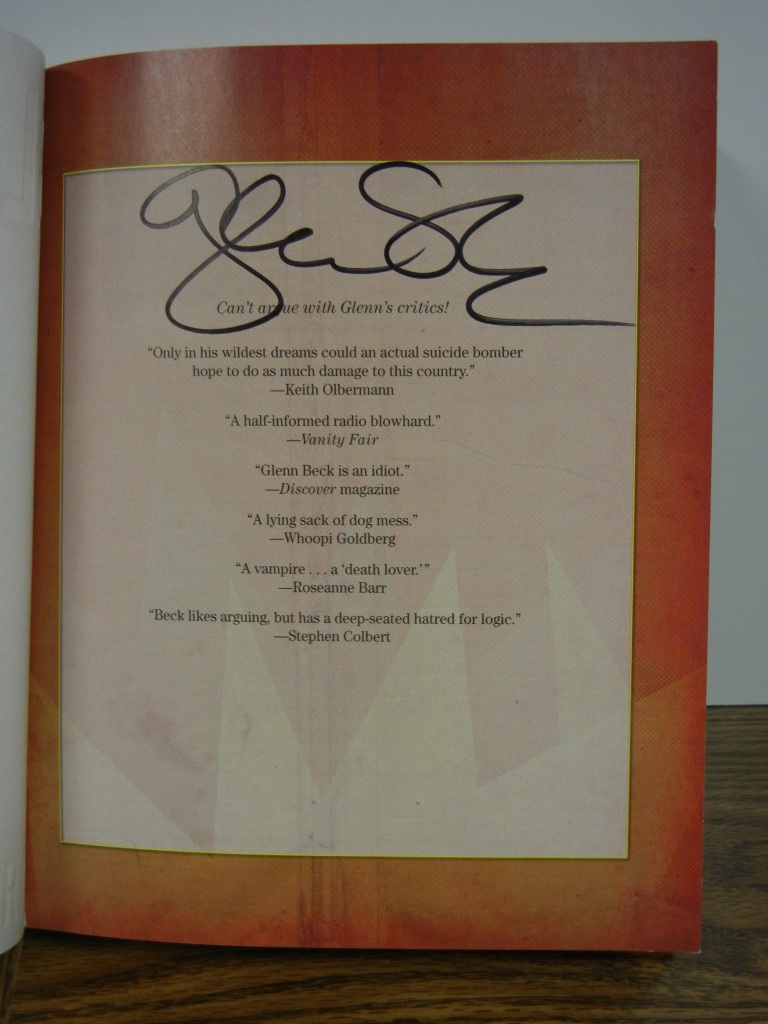 Glenn
Can't argue with Glenn's critics!
“Only in his wildest dreams could an actual suicide bomber
hope to do as much damage to this country.”
—Keith Olbermann
“A half-informed radio blowhard.”
—Vanity Fair
“Glenn Beck is an idiot.”
—Discover magazine
“A lying sack of dog mess.”
—Whoopi Goldberg
“A vampire . . . a ‘death lover.’”
—Roseanne Barr
“Beck likes arguing, but has a deep-seated hatred for logic.”
—Stephen Colbert